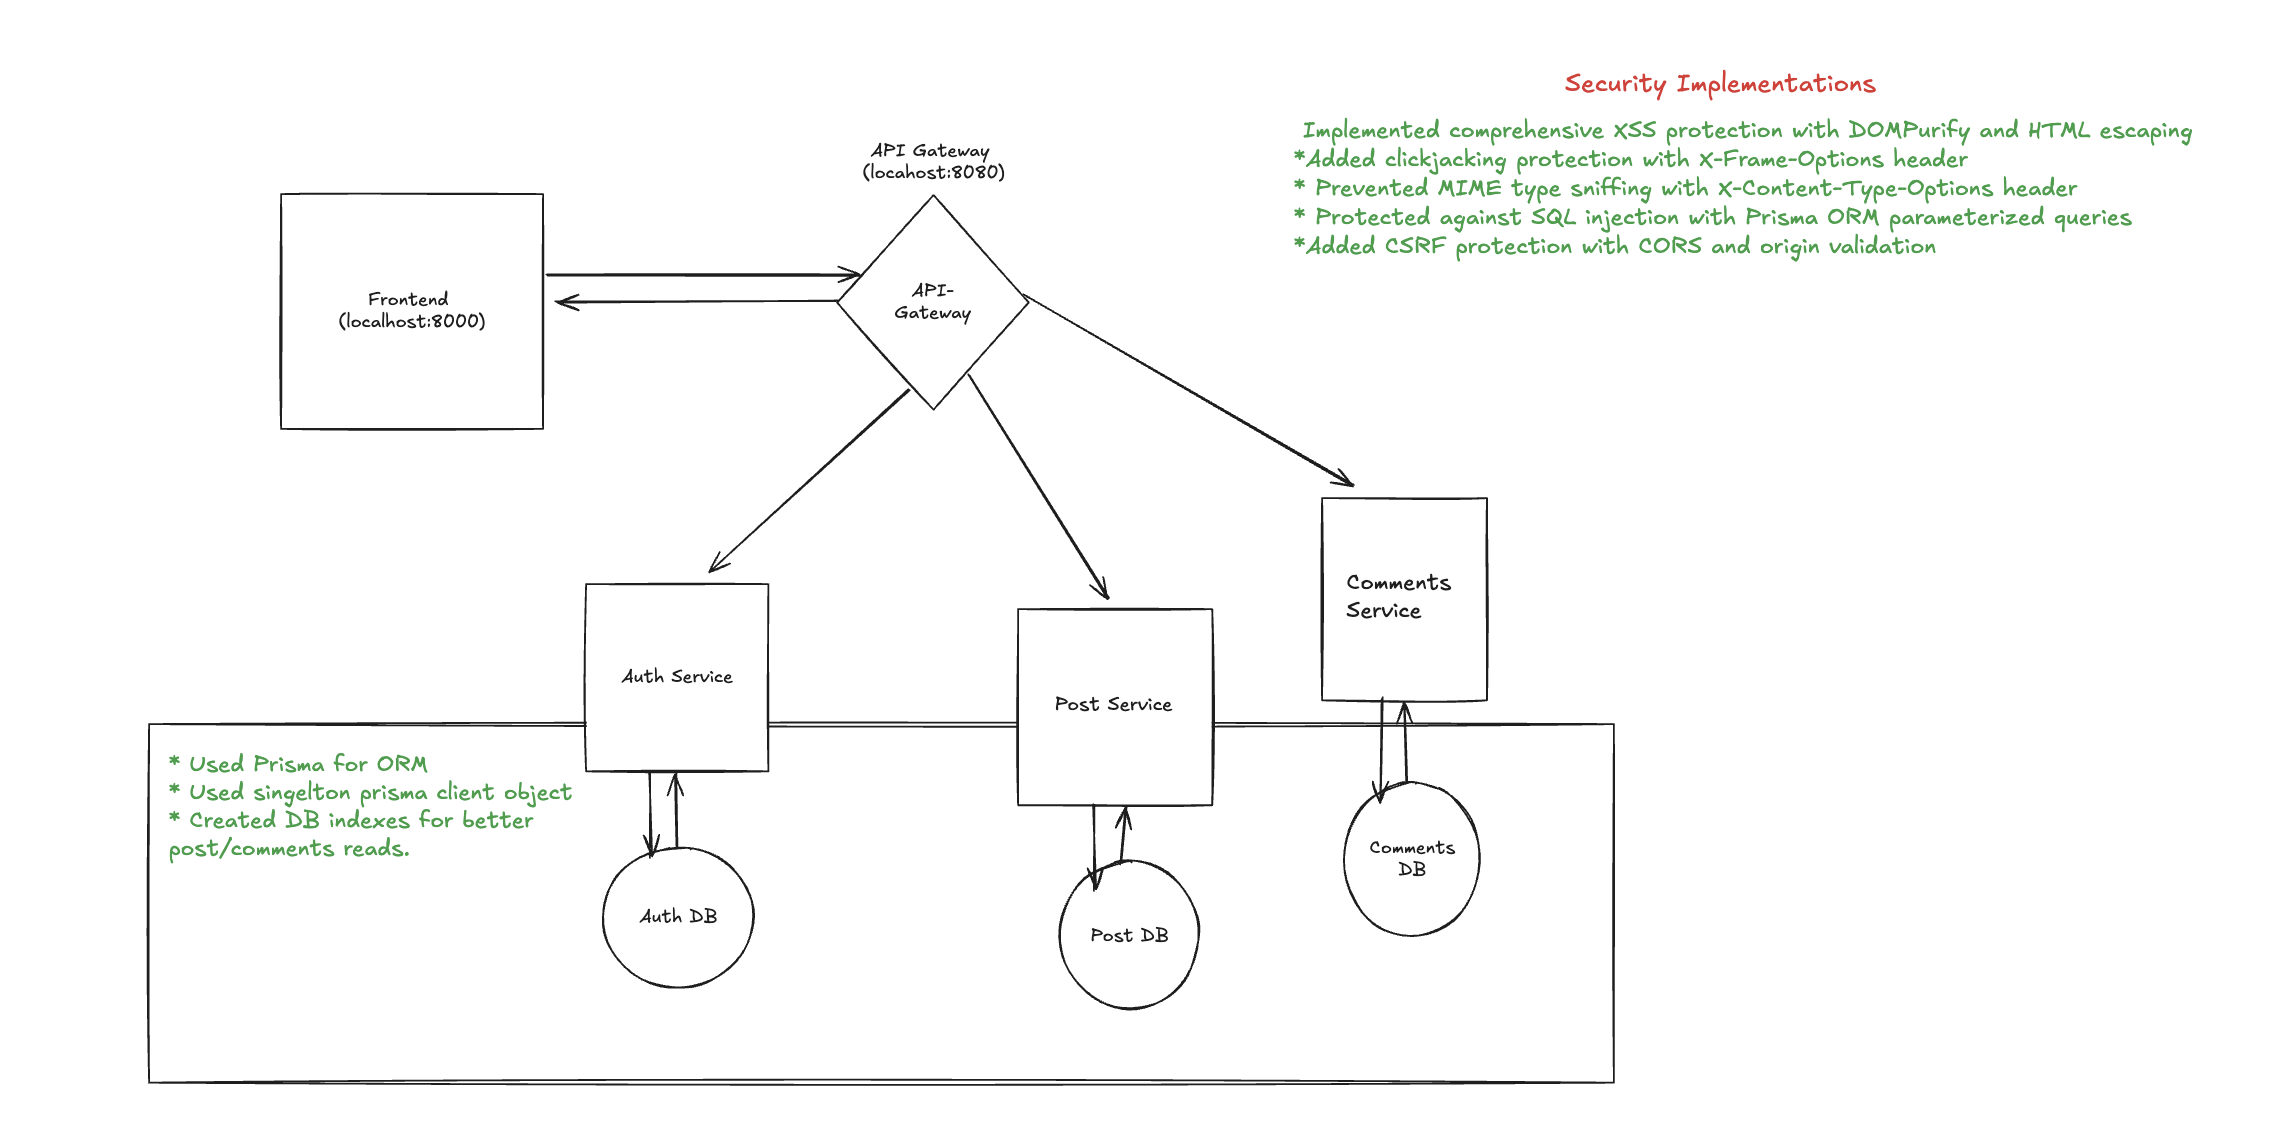 Security Implementations
Implemented comprehensive XSS protection with DOMPurify and HTML escaping
*Added clickjacking protection with X-Frame-Options header
* Prevented MIME type sniffing with X-Content-Type-Options header
* Protected against SQL injection with Prisma ORM parameterized queries
*Added CSRF protection with CORS and origin validation
API Gateway
(locahost:8080)
Frontend
(localhost:8000)
API-
Gateway
Comments
Service
Auth Service
Post Service
* Used Prisma for ORM
* Used singelton prisma client object
* Created DB indexes for better
post/comments reads.
Auth DB
Post DB
Comments
DB